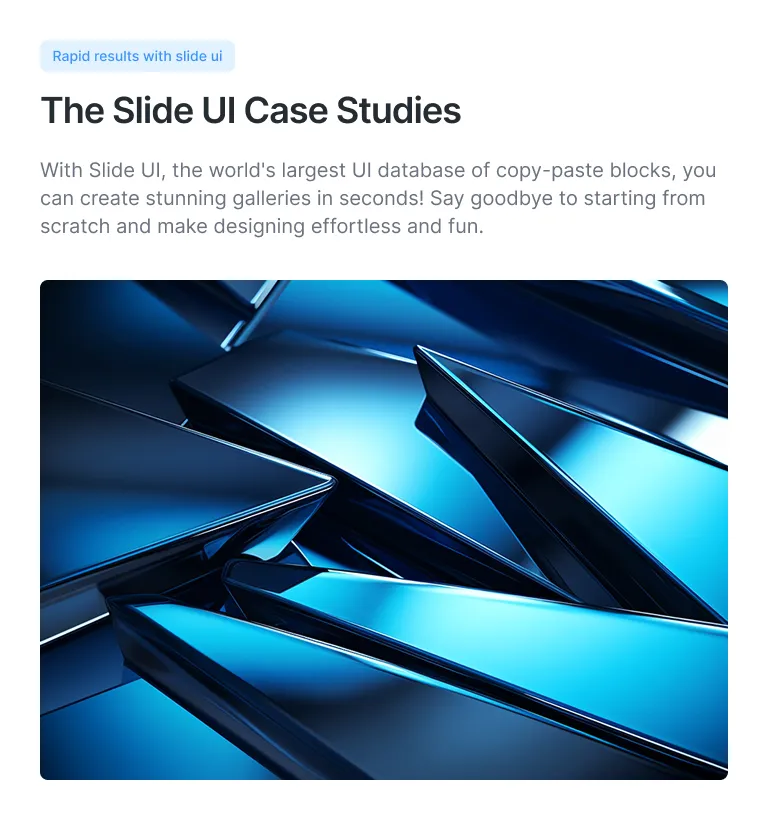 Rapid results with slide ui
The Slide UI Case Studies
With Slide UI, the world's largest UI database of copy-paste blocks, you
can create stunning galleries in seconds! Say goodbye to starting from
scratch and make designing effortless and fun.